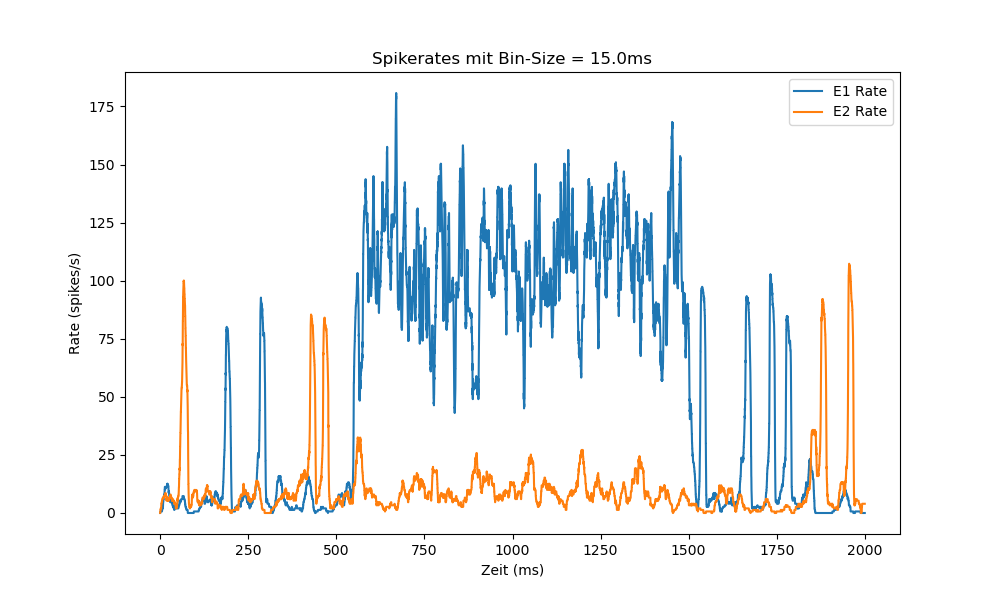 Spikerates mit Bin-Size = 15.0ms
E1 Rate
E2 Rate
Rate (spikes/s)
175
150
125
100
75
50
25
0
0 250 500 750 1000 1250 1500 1750 2000
Zeit (ms)